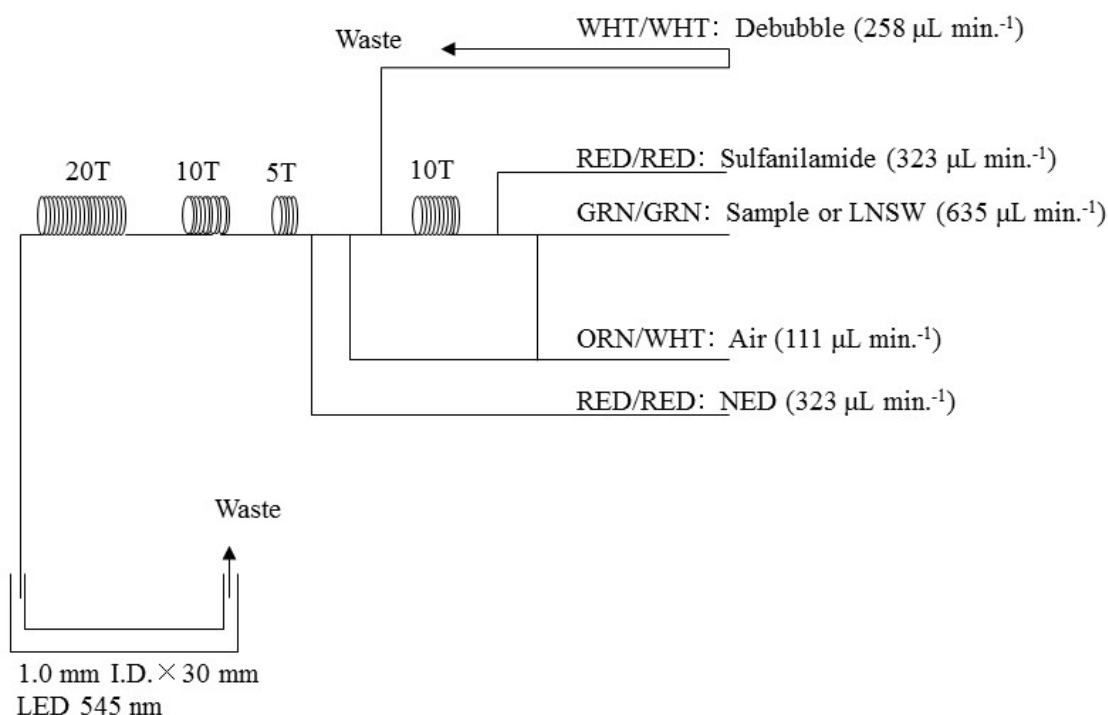 WHT/WHT: Debubble (258 μL min.-1)
Waste
RED/RED: Sulfanilamide (323 μL min.-1)
20T
10T
5T
10T
GRN/GRN: Sample or LNSW (635 μL min.-1)
ORN/WHT: Air (111 μL min.-1)
RED/RED: NED (323 μL min.-1)
Waste
1.0 mm I.D.×30 mm
LED 545 nm